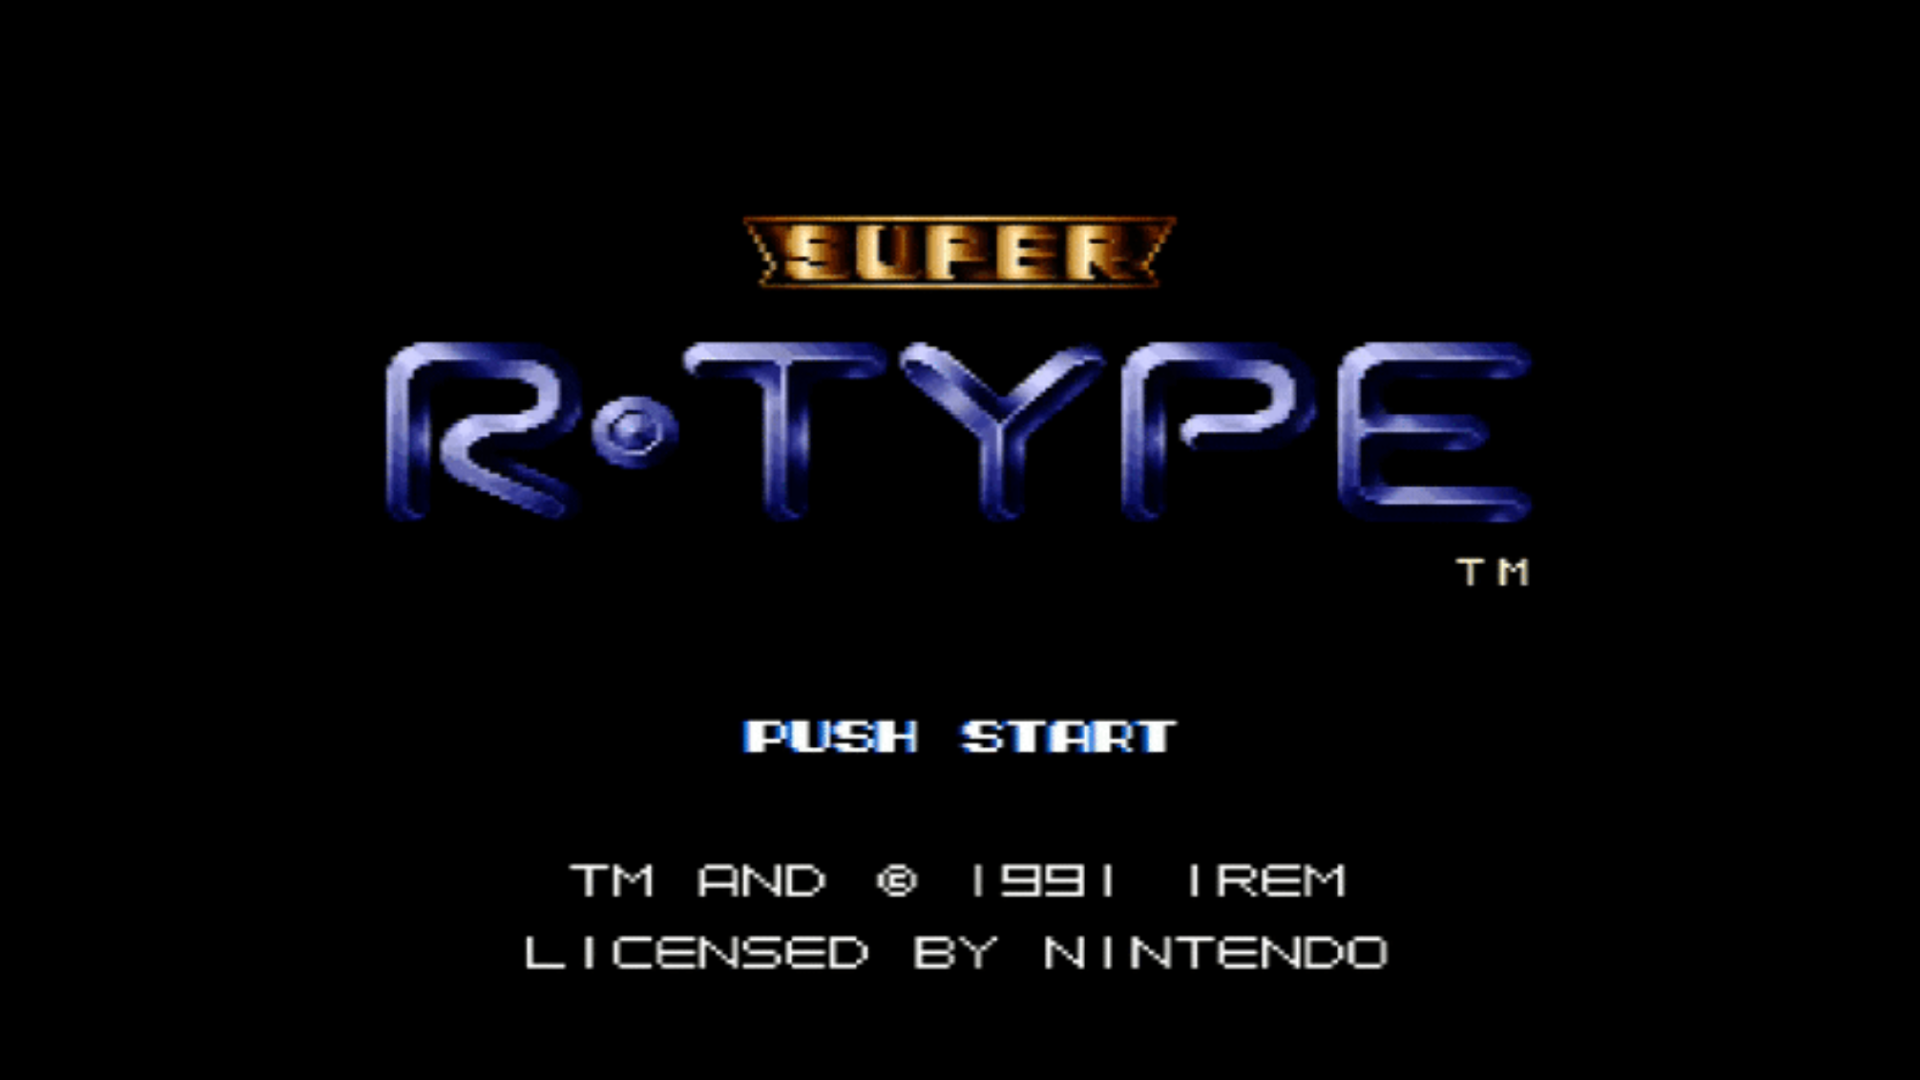 SUPER
R•TYPE
TM
PUSH START
TM AND © 1991 IREM
LICENSED BY NINTENDO